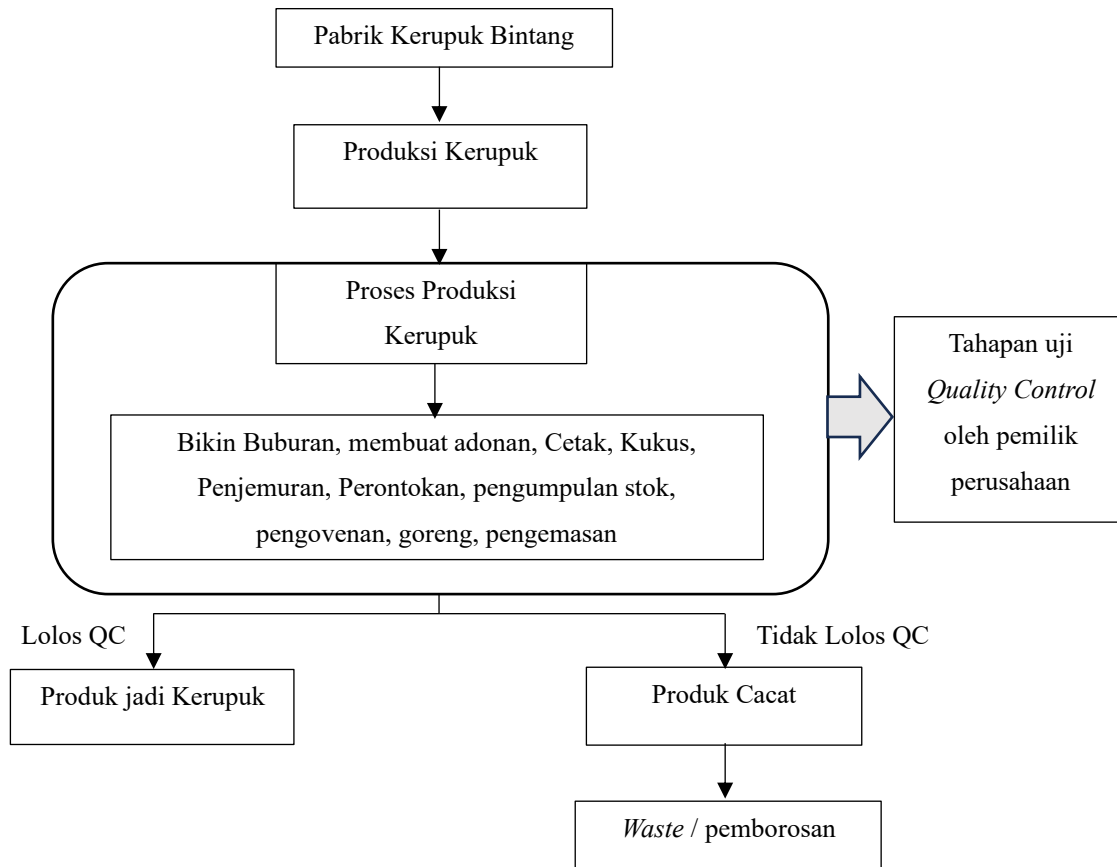 Pabrik Kerupuk Bintang
Produksi Kerupuk
Proses Produksi
Kerupuk
Bikin Buburan, membuat adonan, Cetak, Kukus,
Penjemuran, Perontokan, pengumpulan stok,
pengovenan, goreng, pengemasan
Tahapan uji
Quality Control
oleh pemilik
perusahaan
Lolos QC
Tidak Lolos QC
Produk jadi Kerupuk
Produk Cacat
Waste / pemborosan